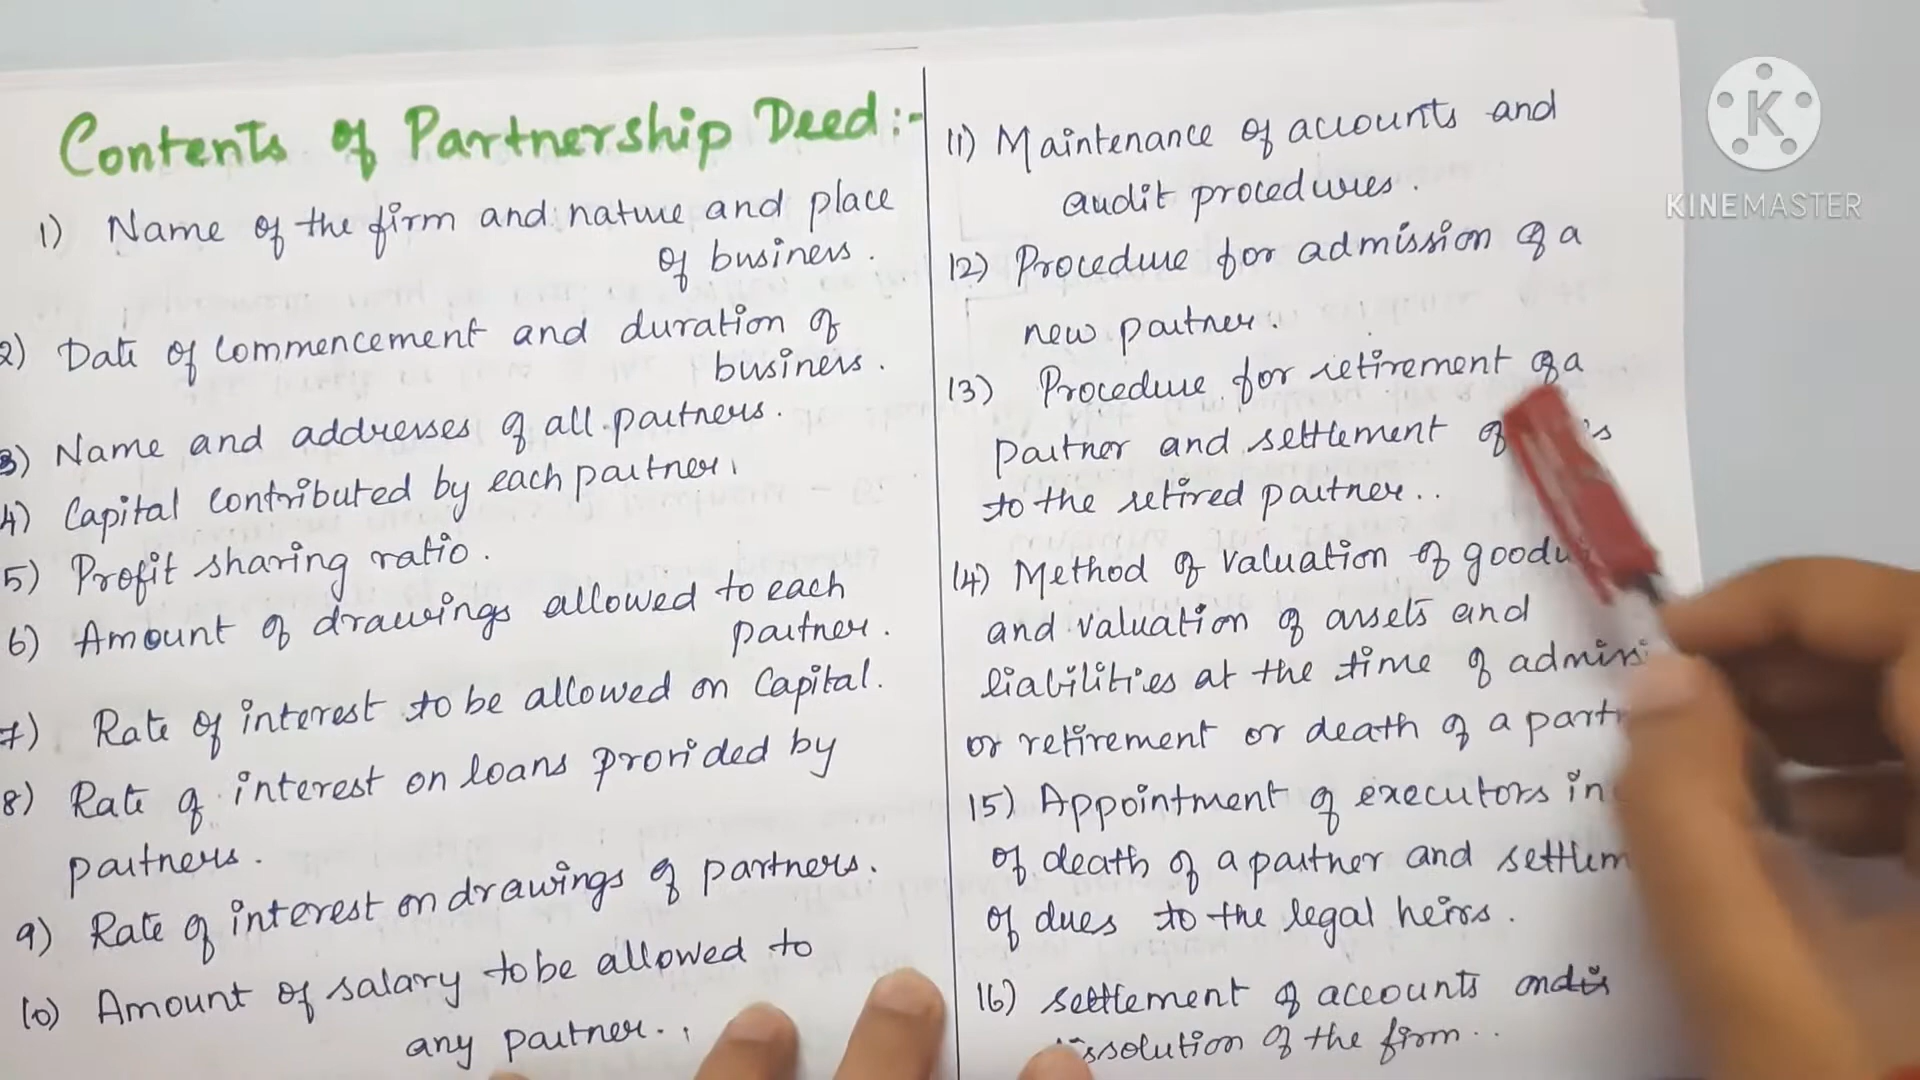 Contents of Partnership Deed:-
1) Name of the firm and nature and place
of business.
2) Date of commencement and duration of
business.
3) Name and addresses of all partners.
4) Capital contributed by each partner.
5) Profit sharing ratio.
6) Amount of drawings allowed to each
partner.
7) Rate of interest to be allowed on Capital.
8) Rate of interest on loans provided by
partners.
9) Rate of interest on drawings of partners.
10) Amount of salary to be allowed to
any partner.
11) Maintenance of accounts and
audit procedures.
12) Procedure for admission of a
new partner.
13) Procedure for retirement of a
partner and settlement of
to the retired partner..
14) Method of valuation of
and valuation of assets and
liabilities at the time of
or retirement or death of a
15) Appointment of executors in
of death of a partner and
of dues to the legal heirs.
16) settlement of accounts
of the firm..
K
KINEMASTER